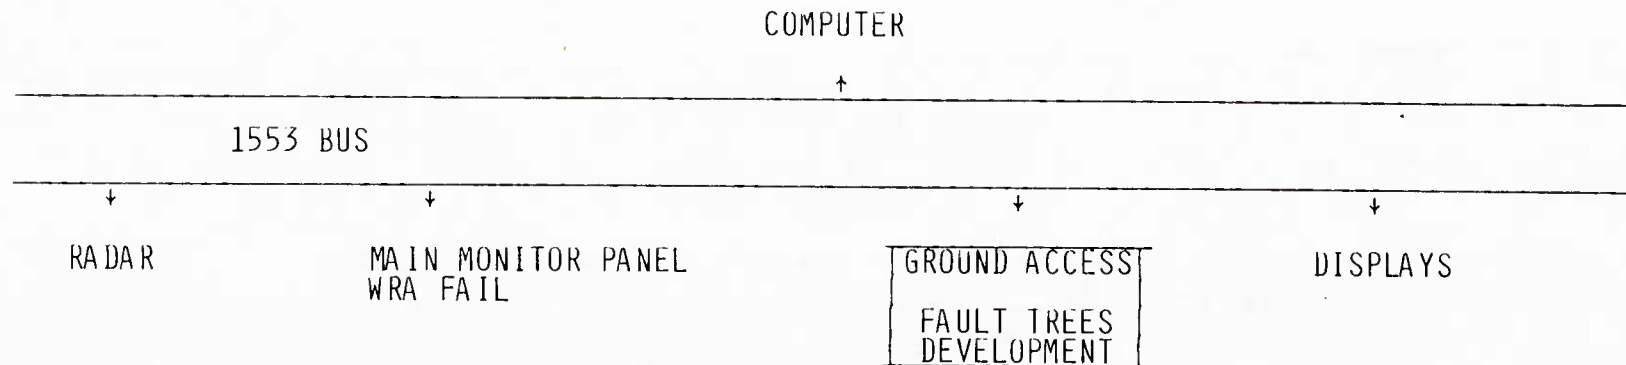 COMPUTER
1553 BUS
RADAR
MAIN MONITOR PANEL
WRA FAIL
GROUND ACCESS
FAULT TREES
DEVELOPMENT
DISPLAYS